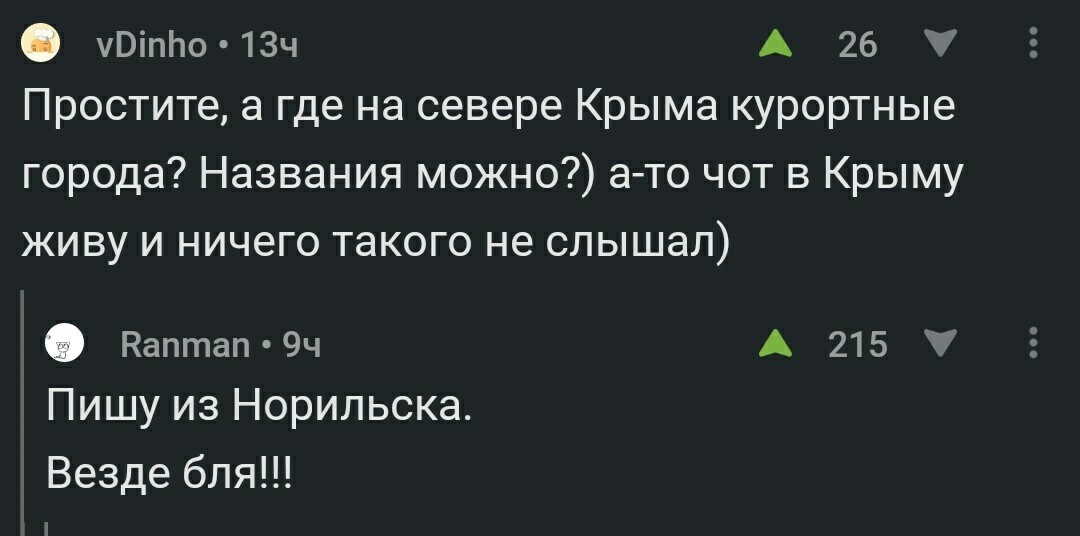 vDinho • 13ч 26
Простите, а где на севере Крыма курортные
города? Названия можно?) а-то чот в Крыму
живу и ничего такого не слышал)
Ranman • 9ч 215
Пишу из Норильска.
Везде бля!!!